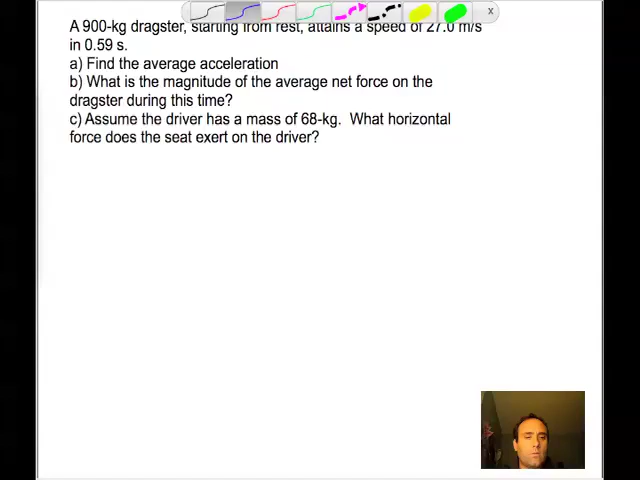 A 900-kg dragster, starting from rest, attains a speed of 27.0 m/s
in 0.59 s.
a) Find the average acceleration
b) What is the magnitude of the average net force on the
dragster during this time?
c) Assume the driver has a mass of 68-kg.  What horizontal
force does the seat exert on the driver?